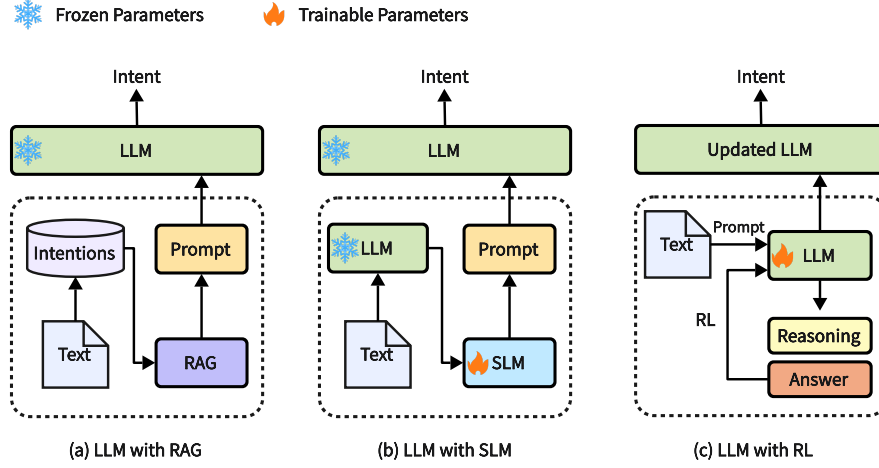 Frozen Parameters
Trainable Parameters
Intent
LLM
Intentions
Prompt
Text
RAG
(a) LLM with RAG
Intent
LLM
LLM
Prompt
Text
SLM
(b) LLM with SLM
Intent
Updated LLM
Text
Prompt
LLM
RL
Reasoning
Answer
(c) LLM with RL